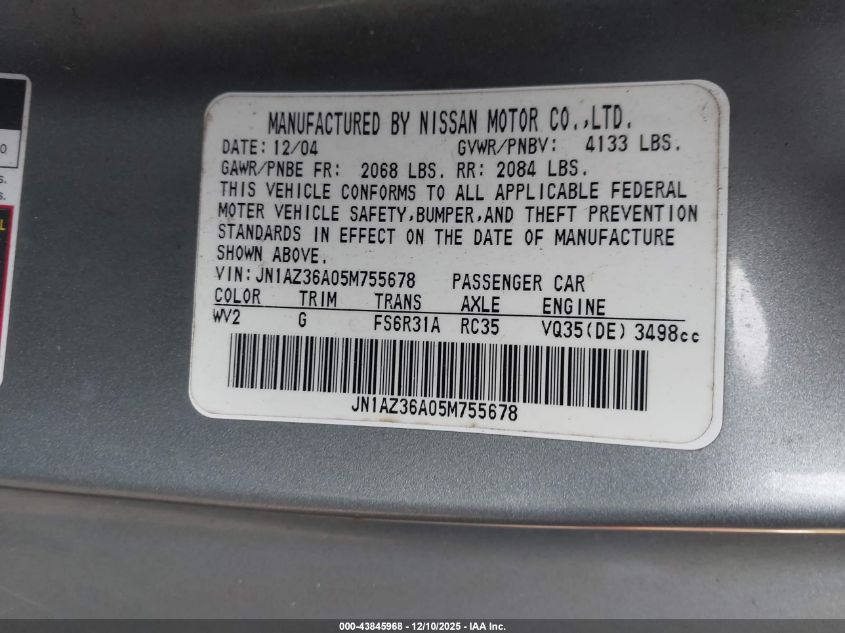 MANUFACTURED BY NISSAN MOTOR CO.,LTD.
DATE: 12/04 GVWR/PNBV: 4133 LBS.
GAWR/PNBE FR: 2068 LBS. RR: 2084 LBS.
THIS VEHICLE CONFORMS TO ALL APPLICABLE FEDERAL
MOTER VEHICLE SAFETY,BUMPER,AND THEFT PREVENTION
STANDARDS IN EFFECT ON THE DATE OF MANUFACTURE
SHOWN ABOVE.
VIN:JN1AZ36A05M755678 PASSENGER CAR
COLOR TRIM TRANS AXLE ENGINE
WV2 G FS6R31A RC35 VQ35(DE) 3498cc
JN1AZ36A05M755678
000-43845968 - 12/10/2025 - IAA Inc.